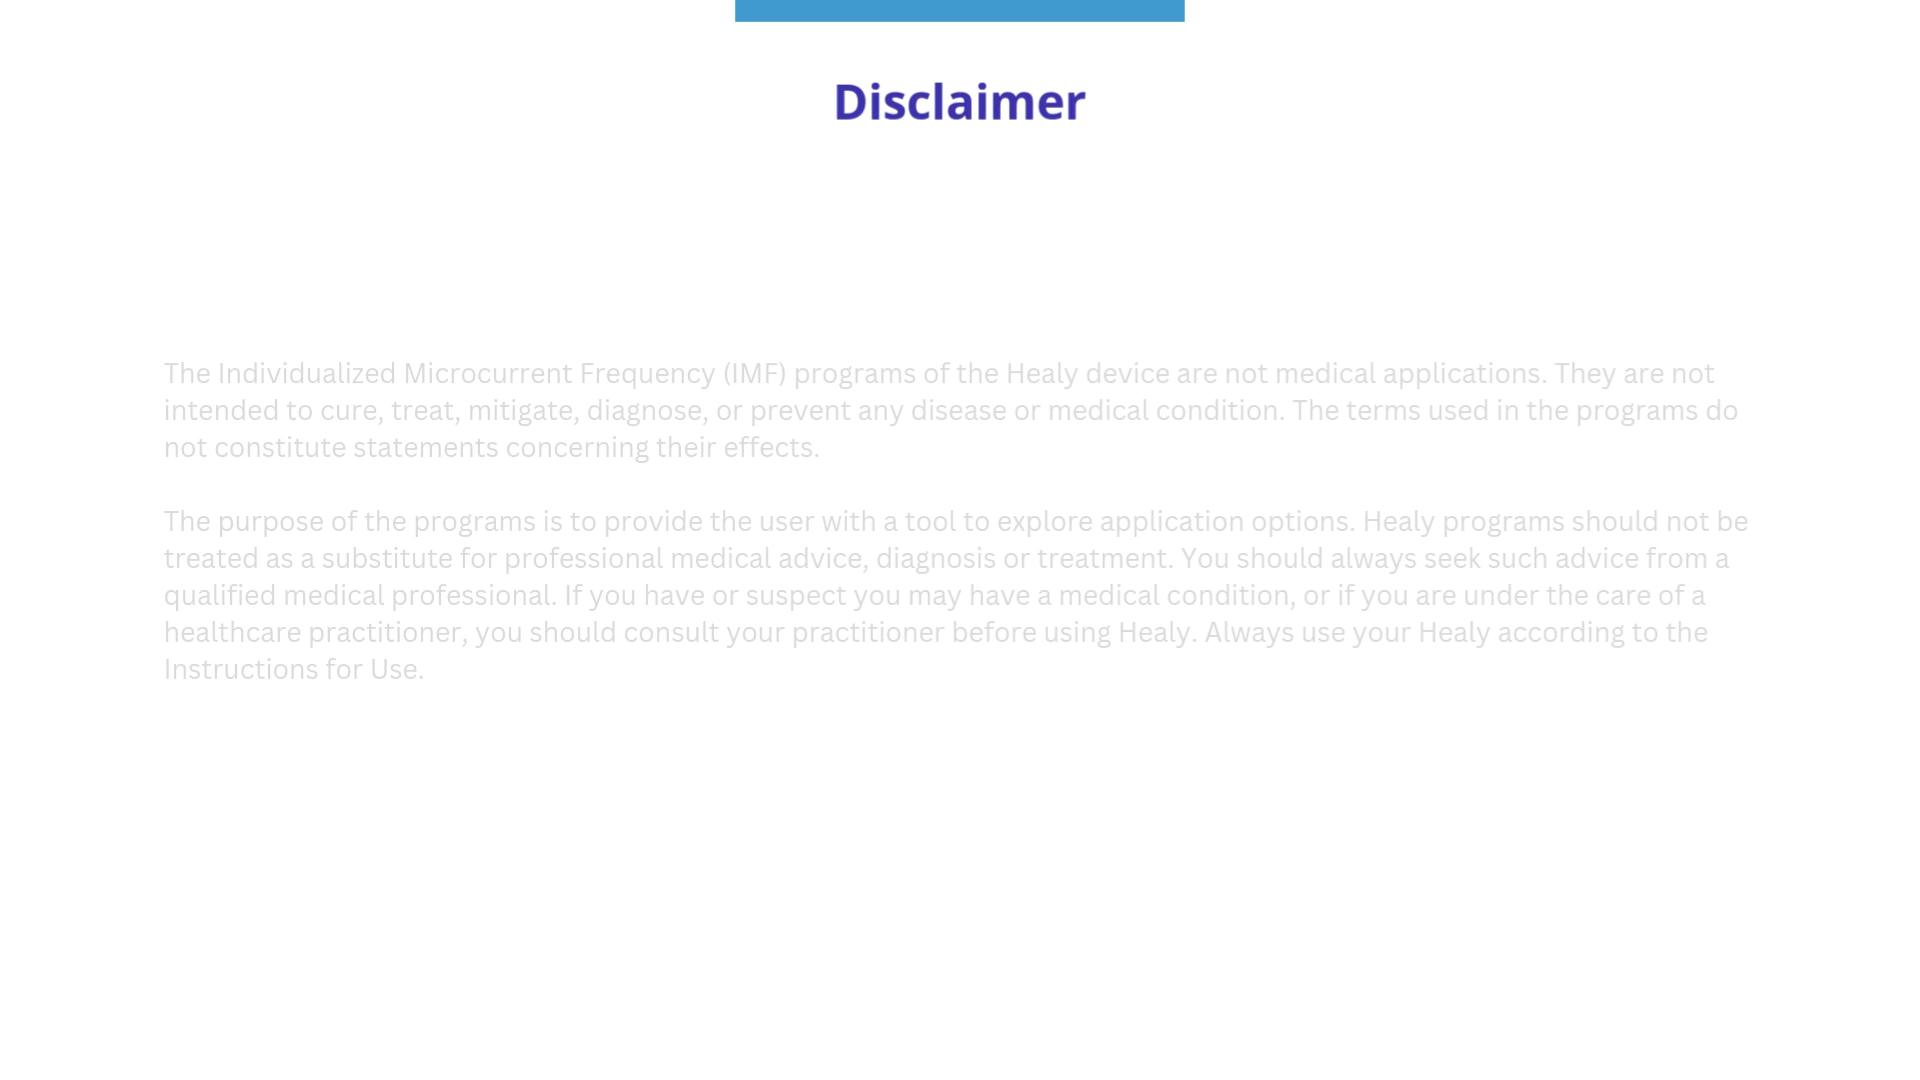 Disclaimer
The Individualized Microcurrent Frequency (IMF) programs of the Healy device are not medical applications. They are not
intended to cure, treat, mitigate, diagnose, or prevent any disease or medical condition. The terms used in the programs do
not constitute statements concerning their effects.
The purpose of the programs is to provide the user with a tool to explore application options. Healy programs should not be
treated as a substitute for professional medical advice, diagnosis or treatment. You should always seek such advice from a
qualified medical professional. If you have or suspect you may have a medical condition, or if you are under the care of a
healthcare practitioner, you should consult your practitioner before using Healy. Always use your Healy according to the
Instructions for Use.